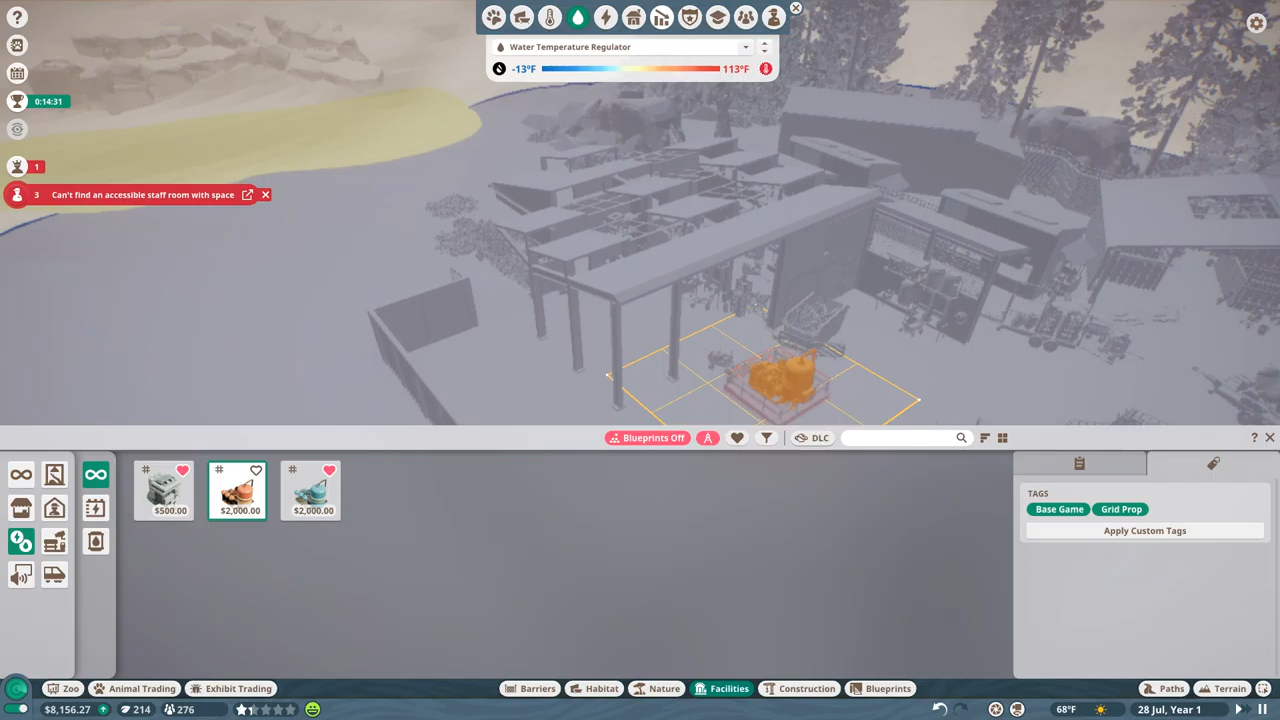 Water Temperature Regulator
-13°F
113°F
0:14:31
1
3 Can't find an accessible staff room with space
Blueprints Off
DLC
?
$500.00
$2,000.00
$2,000.00
TAGS
Base Game
Grid Prop
Apply Custom Tags
Zoo
Animal Trading
Exhibit Trading
Barriers
Habitat
Nature
Facilities
Construction
Blueprints
Paths
Terrain
$8,156.27
214
276
68°F
28 Jul, Year 1